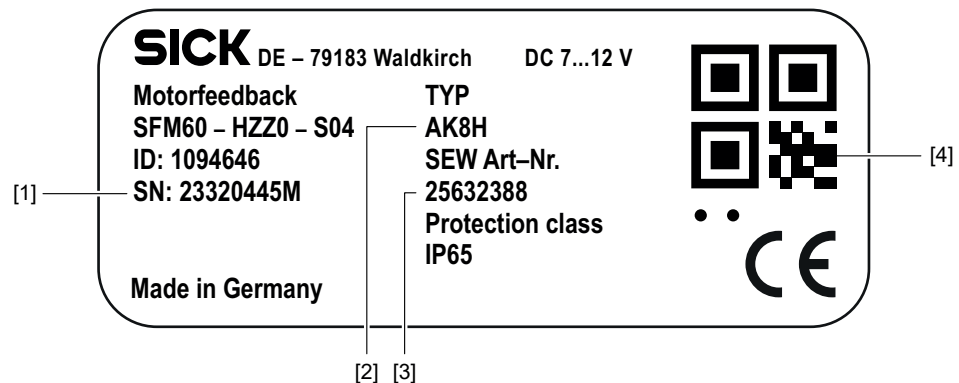 SICK DE – 79183 Waldkirch DC 7...12 V
Motorfeedback
SFM60 – HZZ0 – S04
ID: 1094646
SN: 23320445M
TYP
AK8H
SEW Art–Nr.
25632388
Protection class
IP65
Made in Germany
CE
[1]
[2]
[3]
[4]